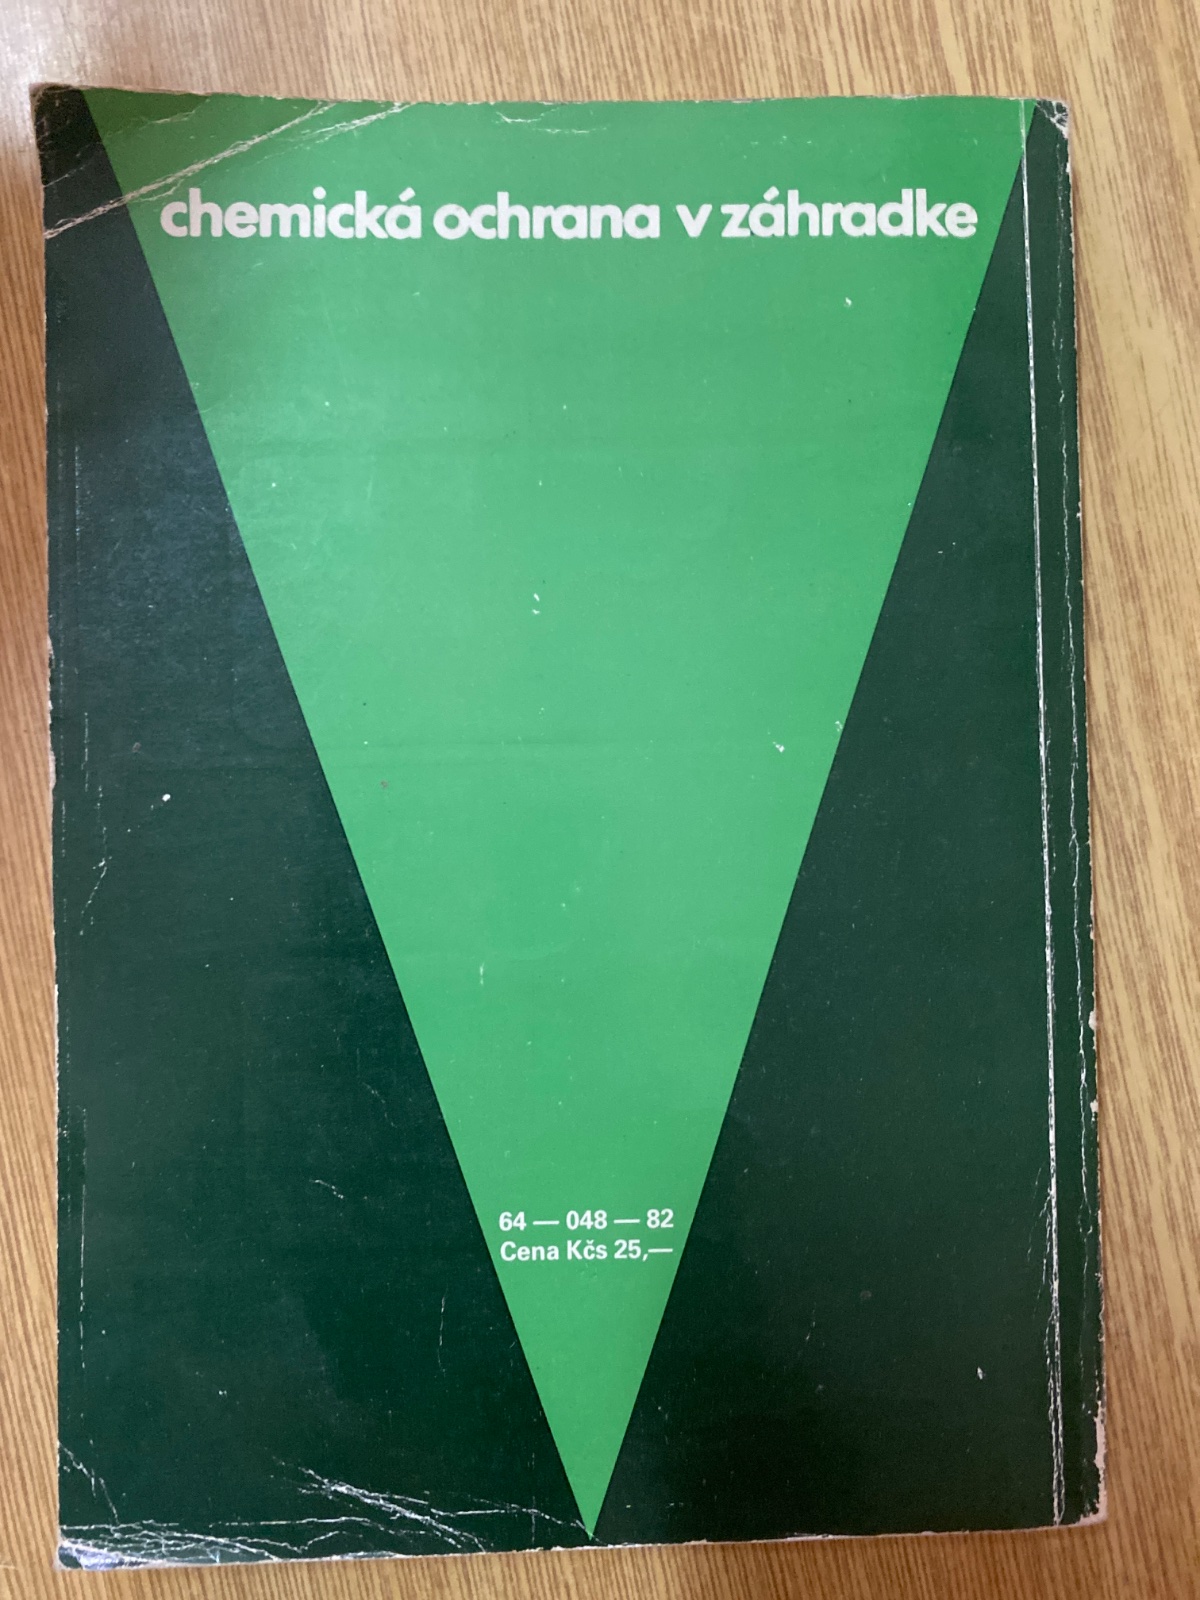 chemická ochrana v záhradke
64 — 048 — 82
Cena Kčs 25,—